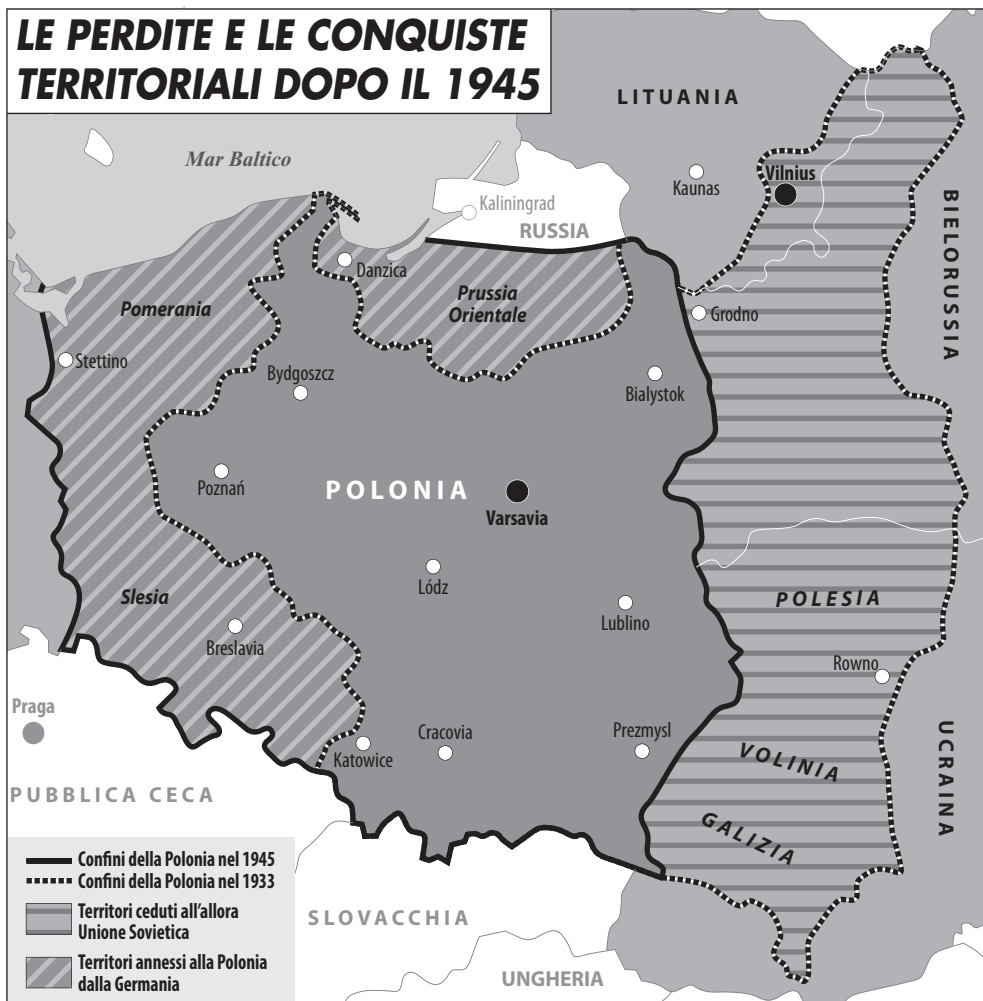 LE PERDITE E LE CONQUISTE
TERRITORIALI DOPO IL 1945
LITUANIA
Mar Baltico
Kaunas
Vilnius
Kaliningrad
RUSSIA
BIELORUSSIA
Danzica
Pomerania
Prussia
Orientale
Grodno
Stettino
Bydgoszcz
Bialystok
Poznań
POLONIA
Varsavia
Lódz
Slesia
POLESIA
Lublino
Breslavia
Rowno
Praga
Cracovia
Prezmysl
Katowice
VOLINIA
UCRAINA
PUBBLICA CECA
GALIZIA
Confini della Polonia nel 1945
Confini della Polonia nel 1933
Territori ceduti all'allora
Unione Sovietica
Territori annessi alla Polonia
dalla Germania
SLOVACCHIA
UNGHERIA